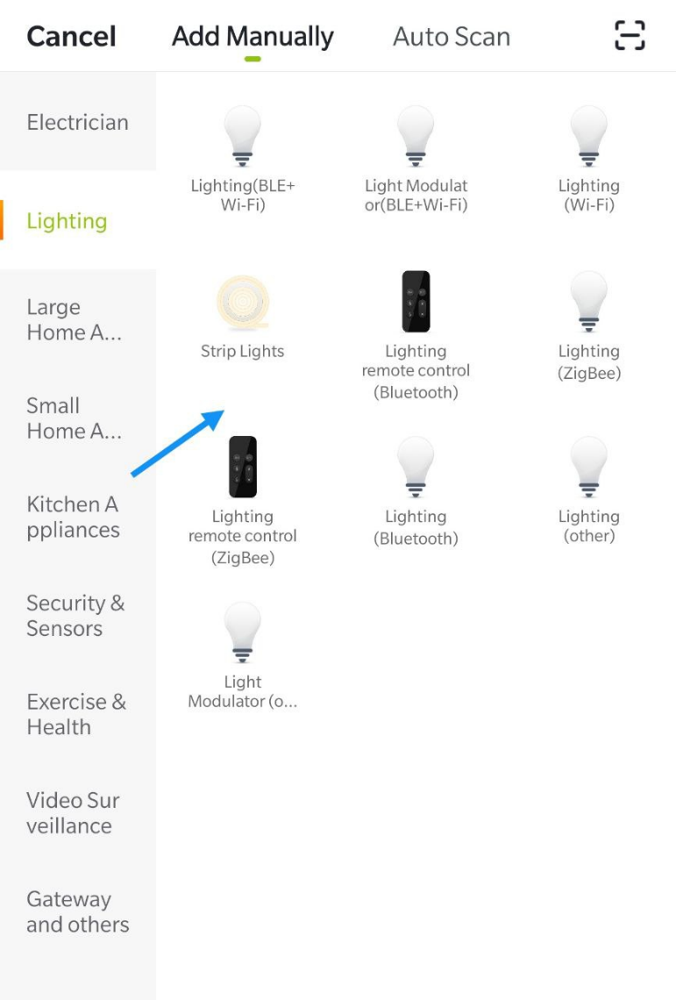 Cancel
Add Manually
Auto Scan
Electrician
Lighting
Large
Home A...
Small
Home A...
Kitchen A
ppliances
Security &
Sensors
Exercise &
Health
Video Sur
veillance
Gateway
and others
Lighting(BLE+
Wi-Fi)
Light Modulat
or(BLE+Wi-Fi)
Lighting
(Wi-Fi)
Strip Lights
Lighting
remote control
(Bluetooth)
Lighting
(ZigBee)
Lighting
remote control
(ZigBee)
Lighting
(Bluetooth)
Lighting
(other)
Light
Modulator (o...